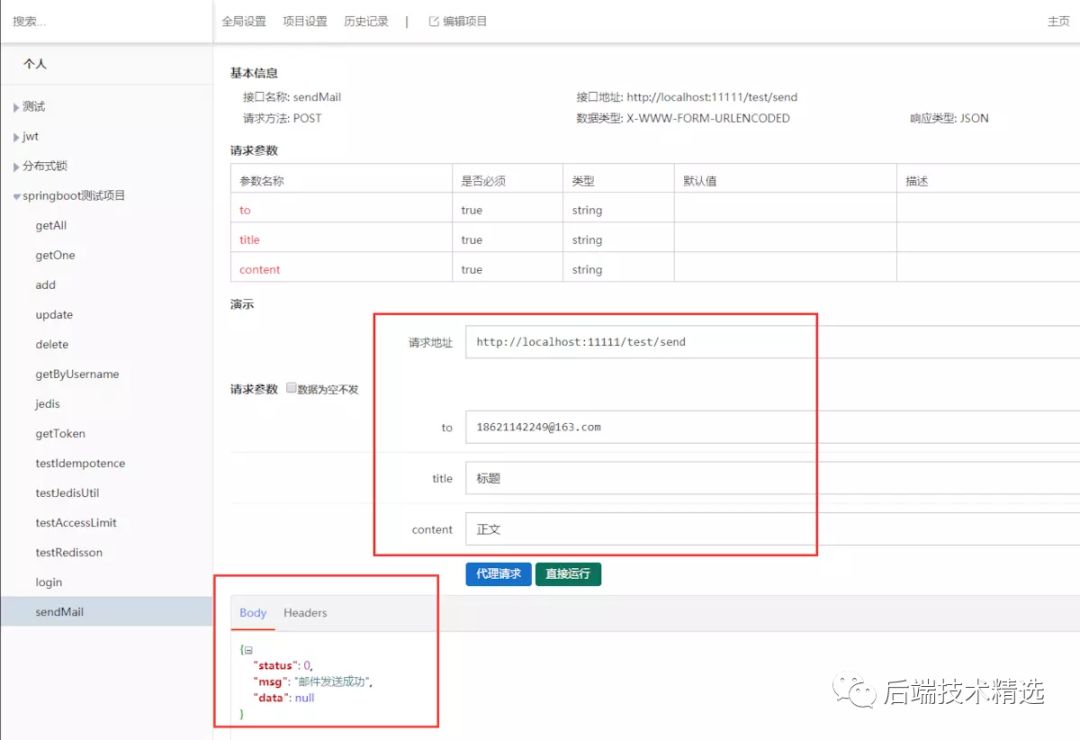 搜索...
全局设置 项目设置 历史记录 | 编辑项目 主页
个人
测试
jwt
分布式锁
springboot测试项目
getAll
getOne
add
update
delete
getByUsername
jedis
getToken
testIdempotence
testJedisUtil
testAccessLimit
testRedisson
login
sendMail
基本信息
接口名称: sendMail 接口地址: http://localhost:11111/test/send
请求方法: POST 数据类型: X-WWW-FORM-URLENCODED 响应类型: JSON
请求参数
参数名称 是否必须 类型 默认值 描述
to true string
title true string
content true string
演示
请求地址 http://localhost:11111/test/send
请求参数 数据为空不发
to 18621142249@163.com
title 标题
content 正文
代理请求 直接运行
Body Headers
{
"status": 0,
"msg": "邮件发送成功",
"data": null
}
后端技术精选